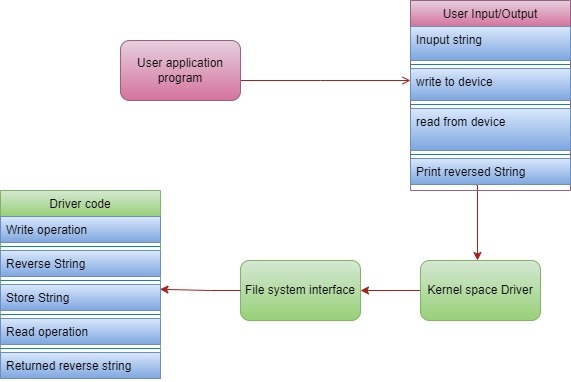 User Input/Output
Inuput string
write to device
read from device
Print reversed String
User application
program
Driver code
Write operation
Reverse String
Store String
Read operation
Returned reverse string
File system interface
Kernel space Driver